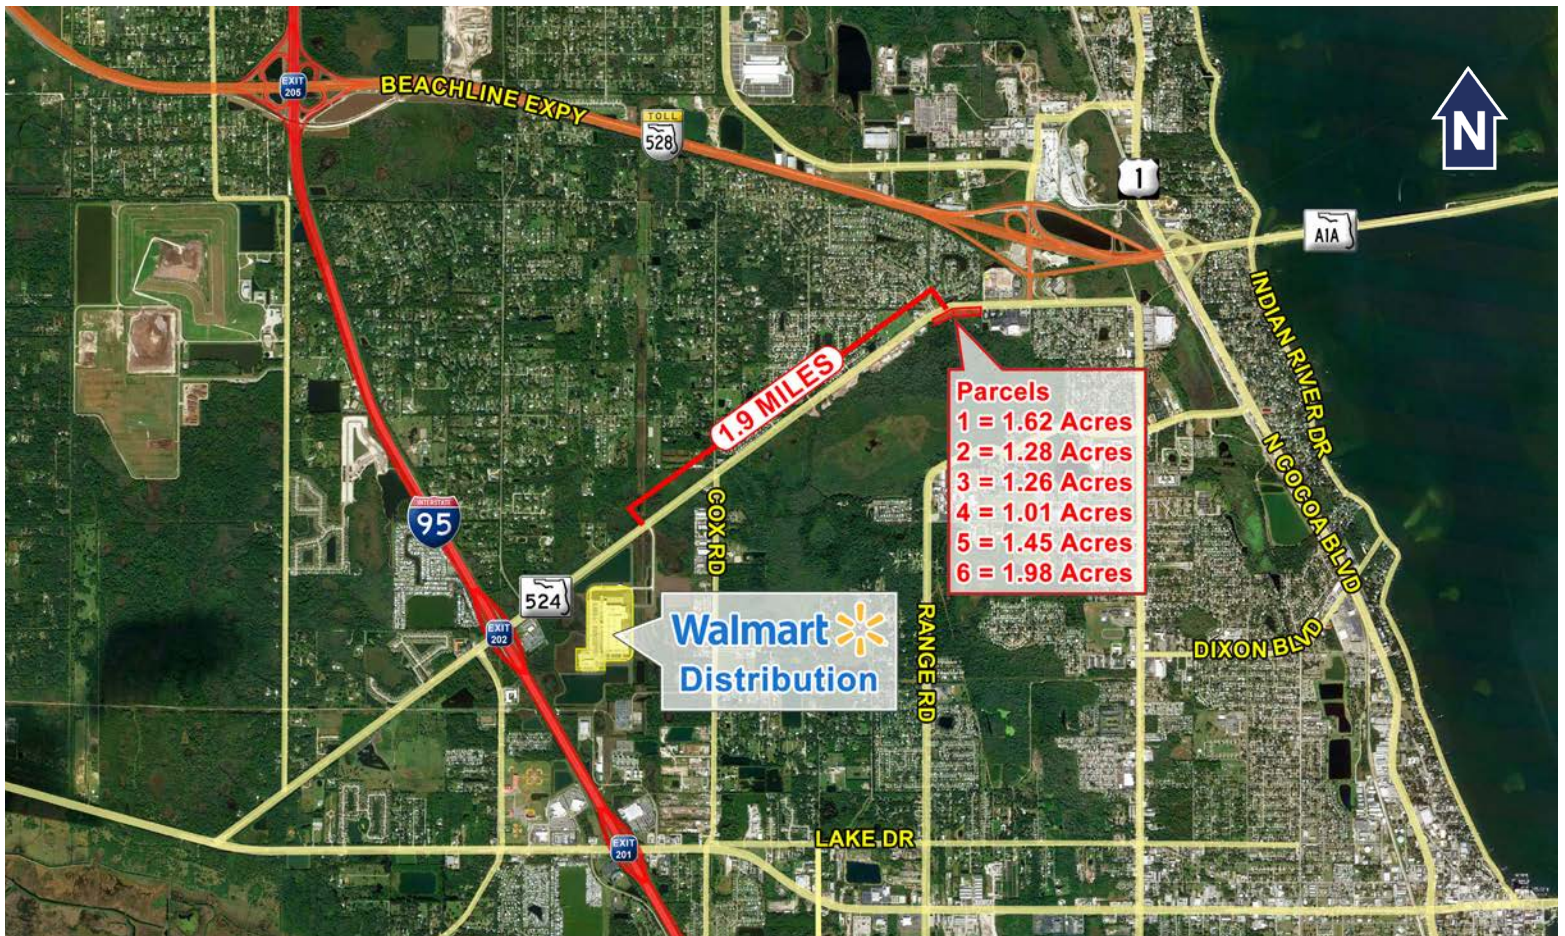 EXIT
205
BEACHLINE EXPY
TOLL
528
N
1
A1A
INDIAN RIVER DR
1.9 MILES
Parcels
1 = 1.62 Acres
2 = 1.28 Acres
3 = 1.26 Acres
4 = 1.01 Acres
5 = 1.45 Acres
6 = 1.98 Acres
N COCOA BLVD
INTERSTATE
95
COX RD
524
EXIT
202
Walmart
Distribution
RANGE RD
DIXON BLVD
EXIT
201
LAKE DR